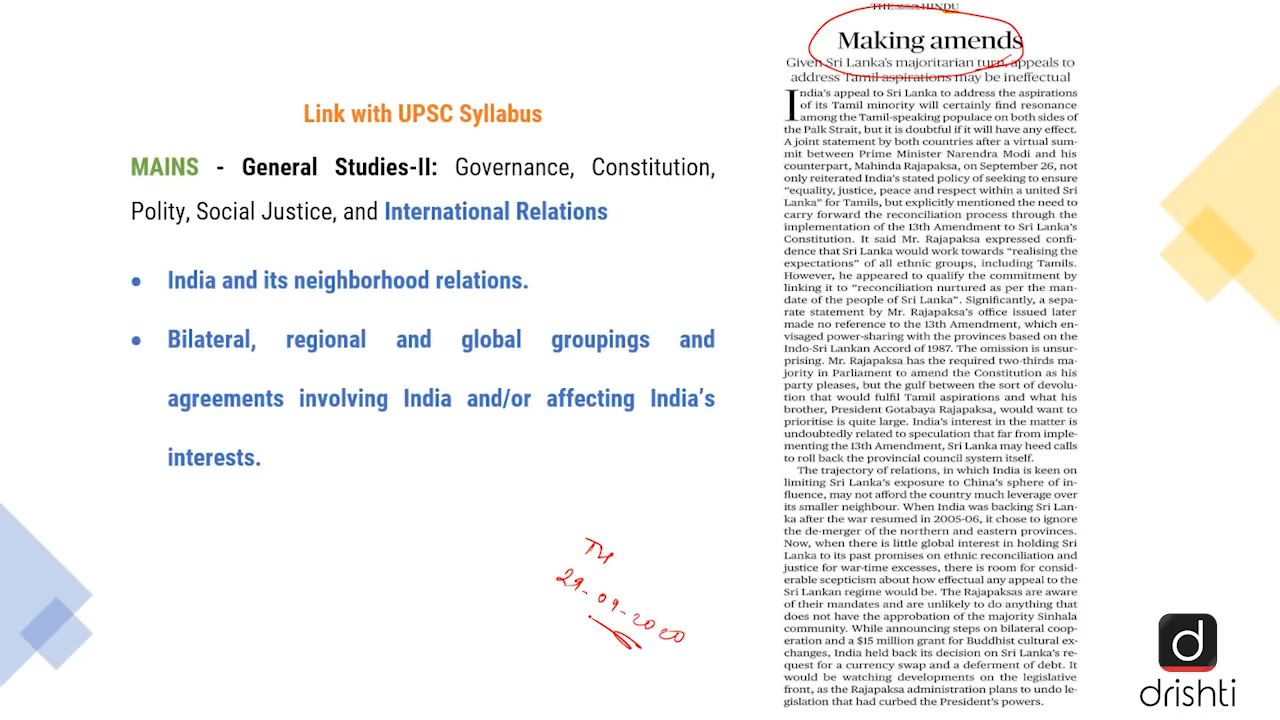 Link with UPSC Syllabus
MAINS - General Studies-II: Governance, Constitution,
Polity, Social Justice, and International Relations
• India and its neighborhood relations.
• Bilateral, regional and global groupings and
agreements involving India and/or affecting India's
interests.
TH
29-09-2020
THE HINDU
Making amends
Given Sri Lanka's majoritarian turn, appeals to
address Tamil aspirations may be ineffectual
India's appeal to Sri Lanka to address the aspirations
of its Tamil minority will certainly find resonance
among the Tamil-speaking populace on both sides of
the Palk Strait, but it is doubtful if it will have any effect.
A joint statement by both countries after a virtual sum-
mit between Prime Minister Narendra Modi and his
counterpart, Mahinda Rajapaksa, on September 26, not
only reiterated India's stated policy of seeking to ensure
"equality, justice, peace and respect within a united Sri
Lanka" for Tamils, but explicitly mentioned the need to
carry forward the reconciliation process through the
implementation of the 13th Amendment to Sri Lanka's
Constitution. It said Mr. Rajapaksa expressed confi-
dence that Sri Lanka would work towards "realising the
expectations" of all ethnic groups, including Tamils.
However, he appeared to qualify the commitment by
linking it to "reconciliation nurtured as per the man-
date of the people of Sri Lanka". Significantly, a sepa-
rate statement by Mr. Rajapaksa's office issued later
made no reference to the 13th Amendment, which en-
visaged power-sharing with the provinces based on the
Indo-Sri Lankan Accord of 1987. The omission is unsur-
prising. Mr. Rajapaksa has the required two-thirds ma-
jority in Parliament to amend the Constitution as his
party pleases, but the gulf between the sort of devolu-
tion that would fulfil Tamil aspirations and what his
brother, President Gotabaya Rajapaksa, would want to
prioritise is quite large. India's interest in the matter is
undoubtedly related to speculation that far from imple-
menting the 13th Amendment, Sri Lanka may heed calls
to roll back the provincial council system itself.
The trajectory of relations, in which India is keen on
limiting Sri Lanka's exposure to China's sphere of in-
fluence, may not afford the country much leverage over
its smaller neighbour. When India was backing Sri Lan-
ka after the war resumed in 2005-06, it chose to ignore
the de-merger of the northern and eastern provinces.
Now, when there is little global interest in holding Sri
Lanka to its past promises on ethnic reconciliation and
justice for war-time excesses, there is room for consid-
erable scepticism about how effectual any appeal to the
Sri Lankan regime would be. The Rajapaksas are aware
of their mandates and are unlikely to do anything that
does not have the approval of the majority Sinhala
community. While announcing steps on bilateral coop-
eration and a $15 million grant for Buddhist cultural ex-
changes, India held back its decision on Sri Lanka's re-
quest for a currency swap and a deferment of debt. It
would be watching developments on the legislative
front, as the Rajapaksa administration plans to undo le-
gislation that had curbed the President's powers.
d
drishti